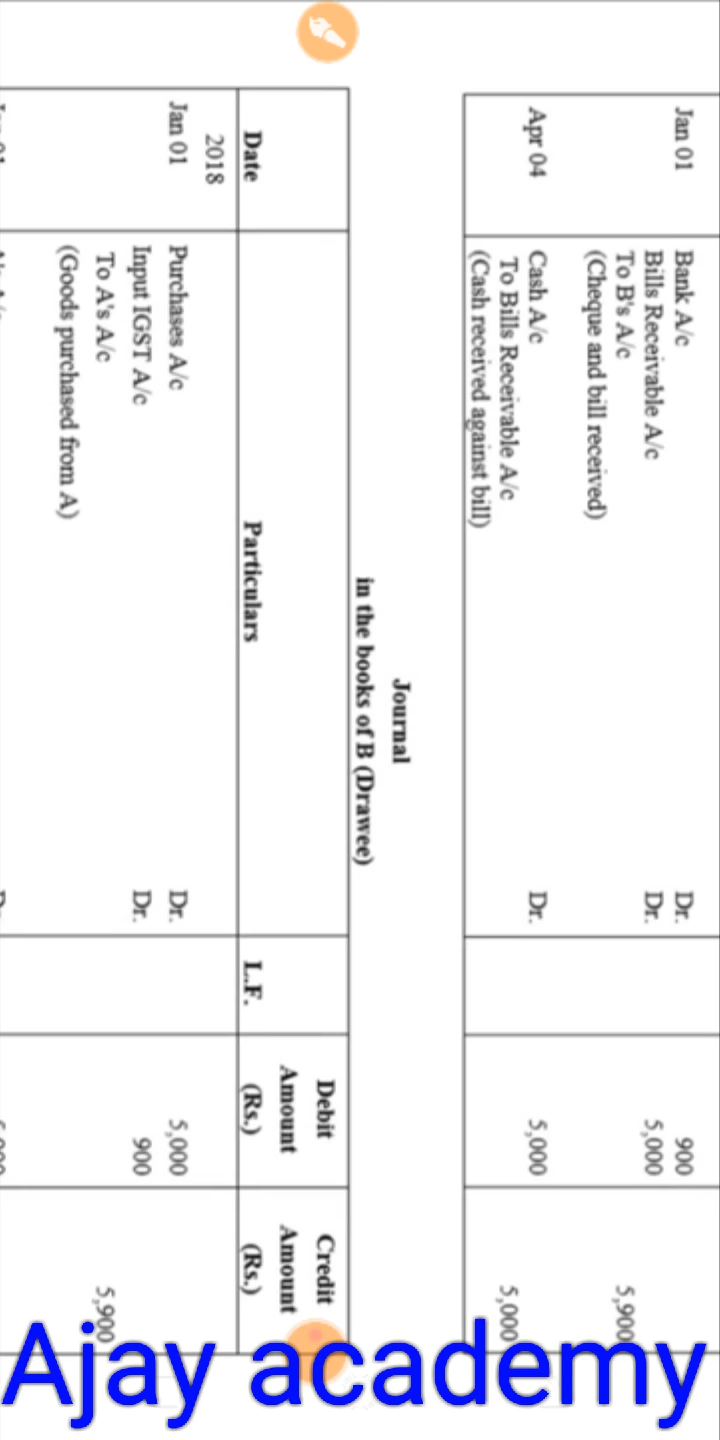 Jan 01 Bank A/c Dr. 900
Bills Receivable A/c Dr. 5,000
To B's A/c 5,900
(Cheque and bill received)
Apr 04 Cash A/c Dr. 5,000
To Bills Receivable A/c 5,000
(Cash received against bill)
Journal
in the books of B (Drawee)
Date Particulars L.F. Debit Amount (Rs.) Credit Amount (Rs.)
2018
Jan 01 Purchases A/c Dr. 5,000
Input IGST A/c Dr. 900
To A's A/c 5,900
(Goods purchased from A)
Ajay academy